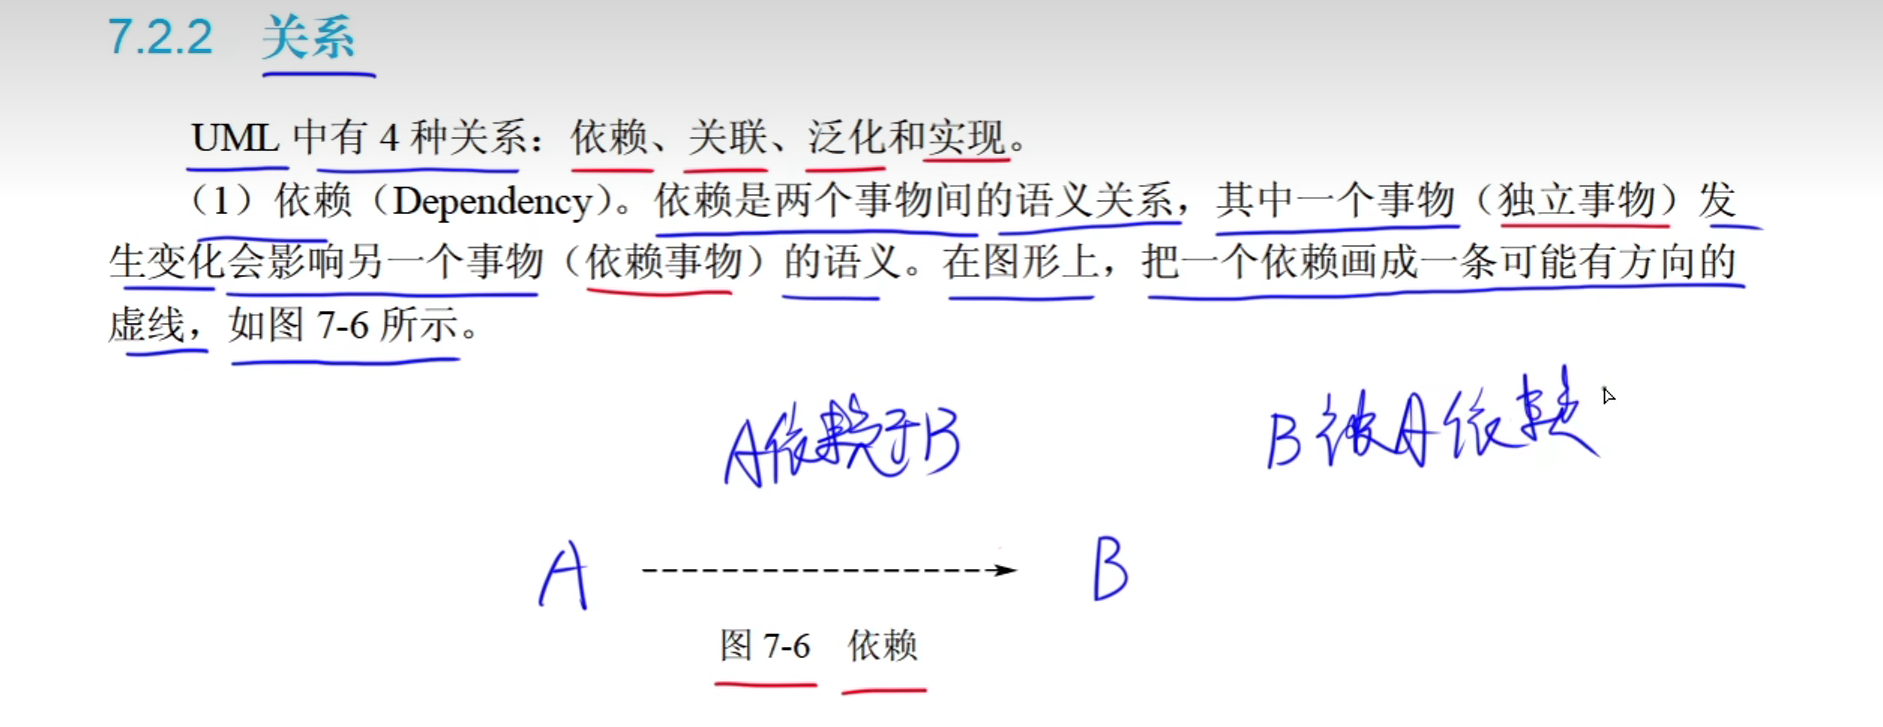 7.2.2 关系
UML 中有 4 种关系：依赖、关联、泛化和实现。
（1）依赖（Dependency）。依赖是两个事物间的语义关系，其中一个事物（独立事物）发
生变化会影响另一个事物（依赖事物）的语义。在图形上，把一个依赖画成一条可能有方向的
虚线，如图 7-6 所示。
A依赖于B
B被A依赖
A
B
图 7-6 依赖